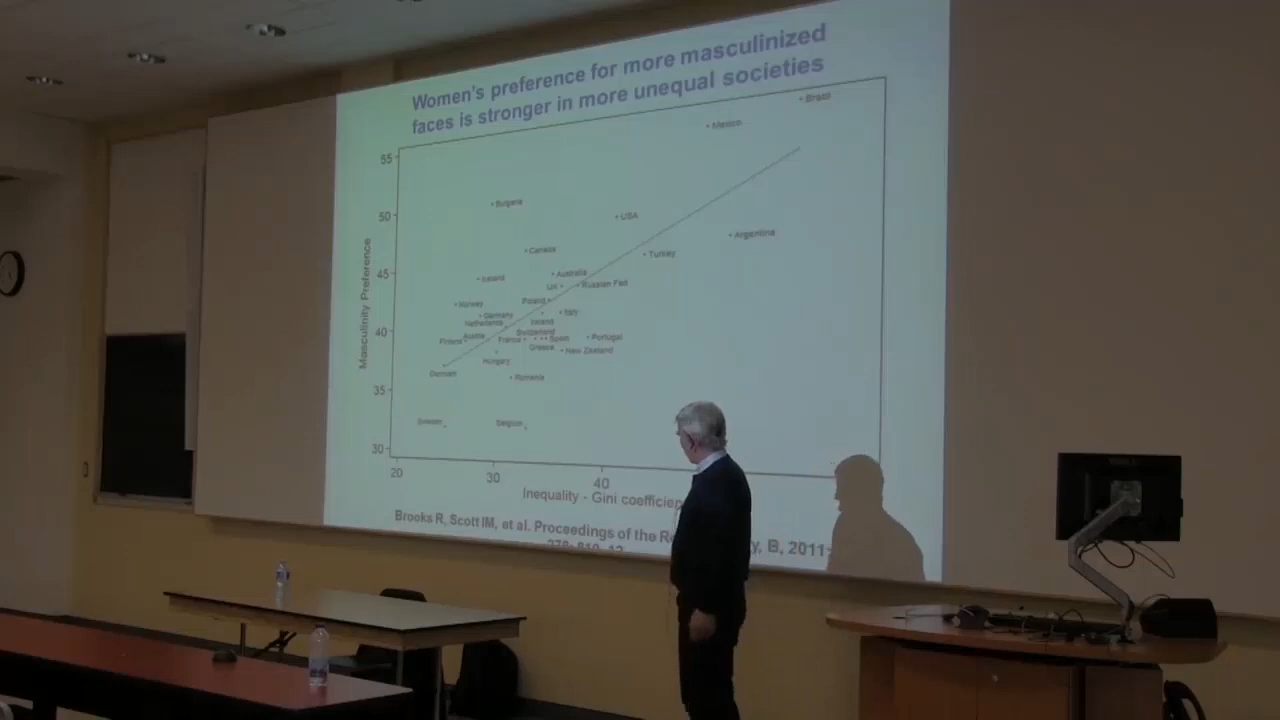 Women's preference for more masculinized
faces is stronger in more unequal societies
Brazil
Mexico
55
Bulgaria
50
USA
Argentina
Canada
Turkey
45
Iceland
Australia
UK
Russian Fed
Norway
Poland
Germany
Italy
Netherlands
Ireland
40
Austria
Switzerland
Finland
France
Spain
Portugal
Greece
New Zealand
Hungary
Denmark
Romania
35
Sweden
Belgium
30
20
30
40
Masculinity Preference
Inequality - Gini coefficien
Brooks R, Scott IM, et al. Proceedings of the Ro y, B, 2011